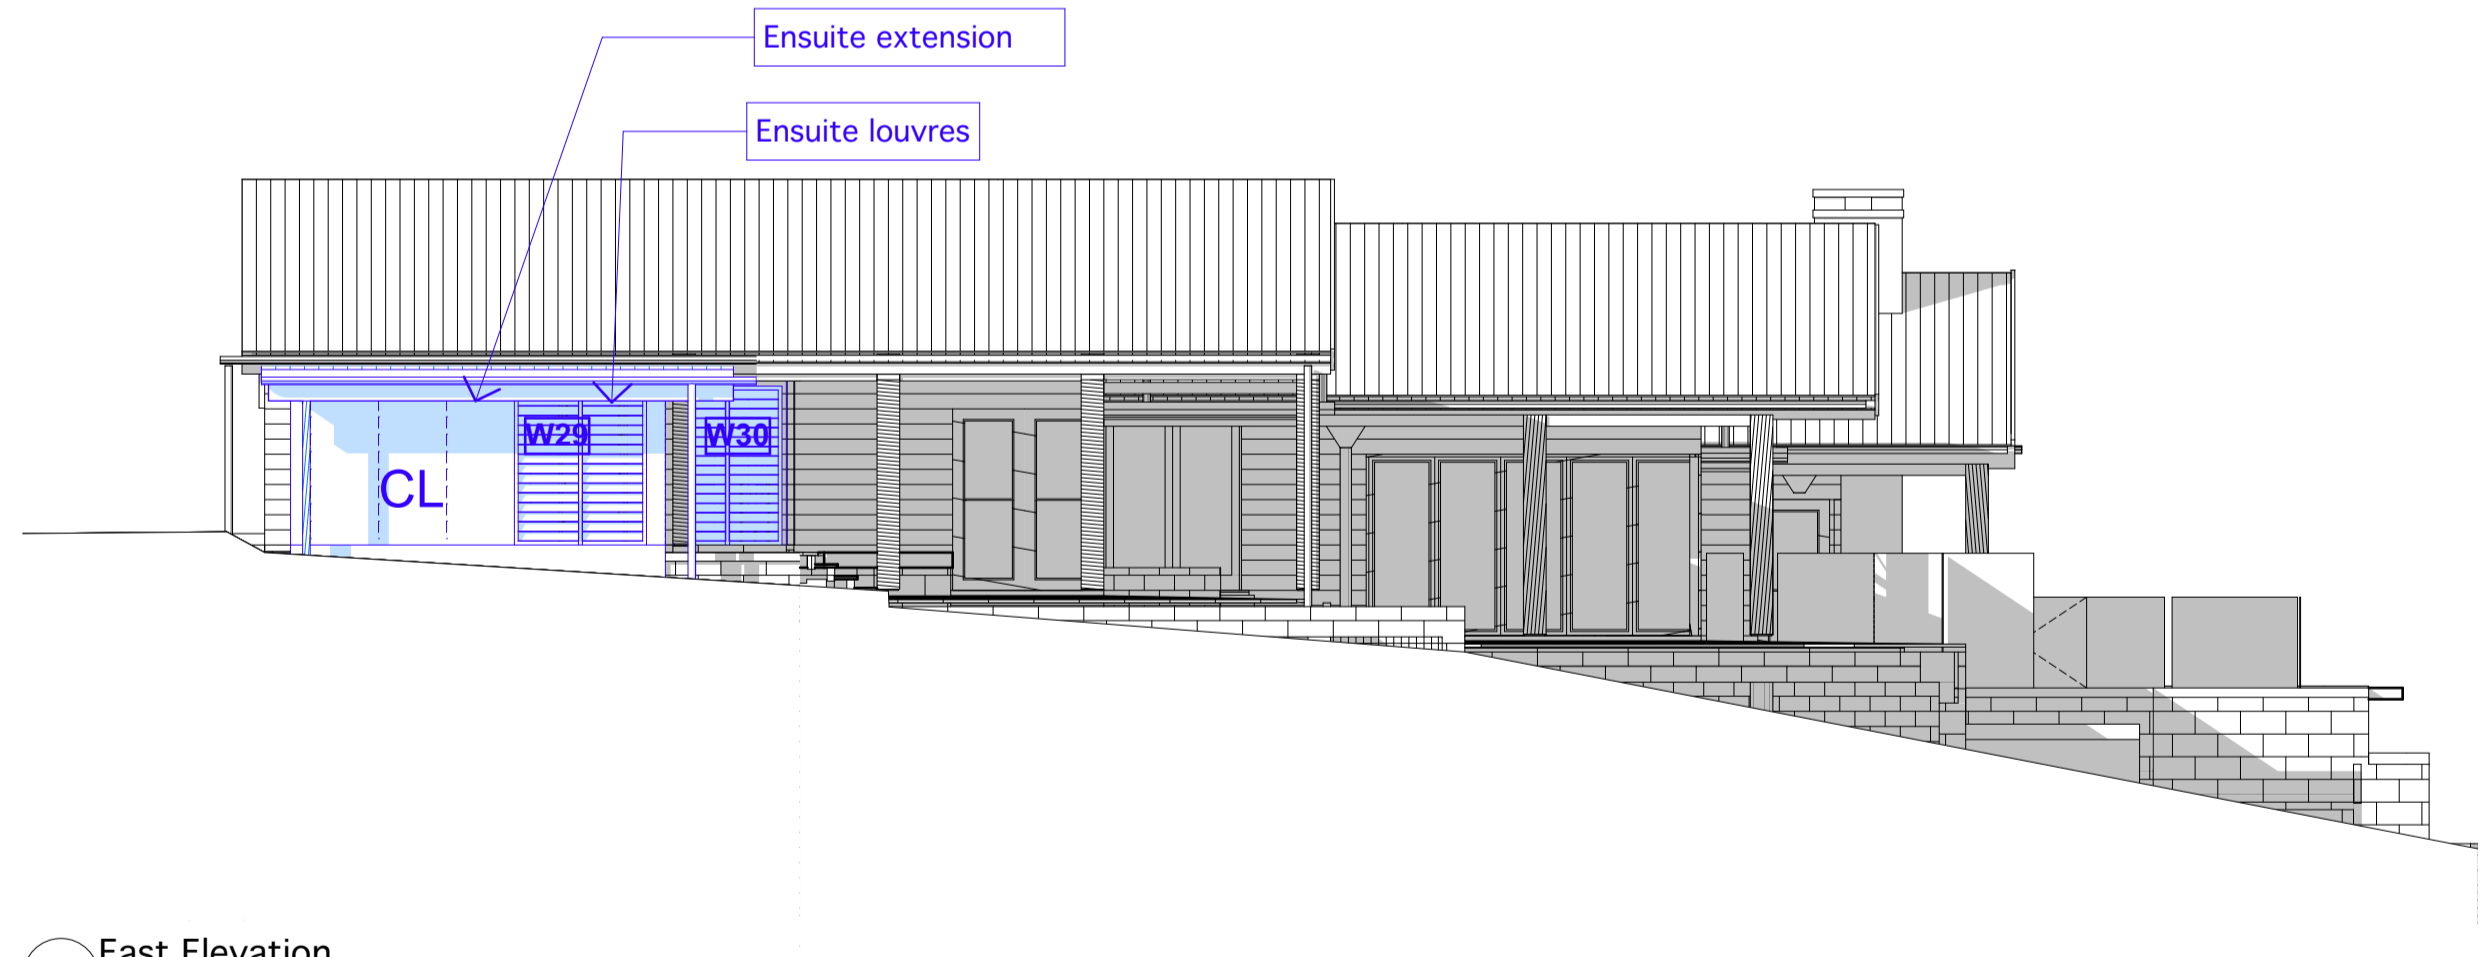 Ensuite extension
Ensuite louvres
W29
W30
CL
East Elevation